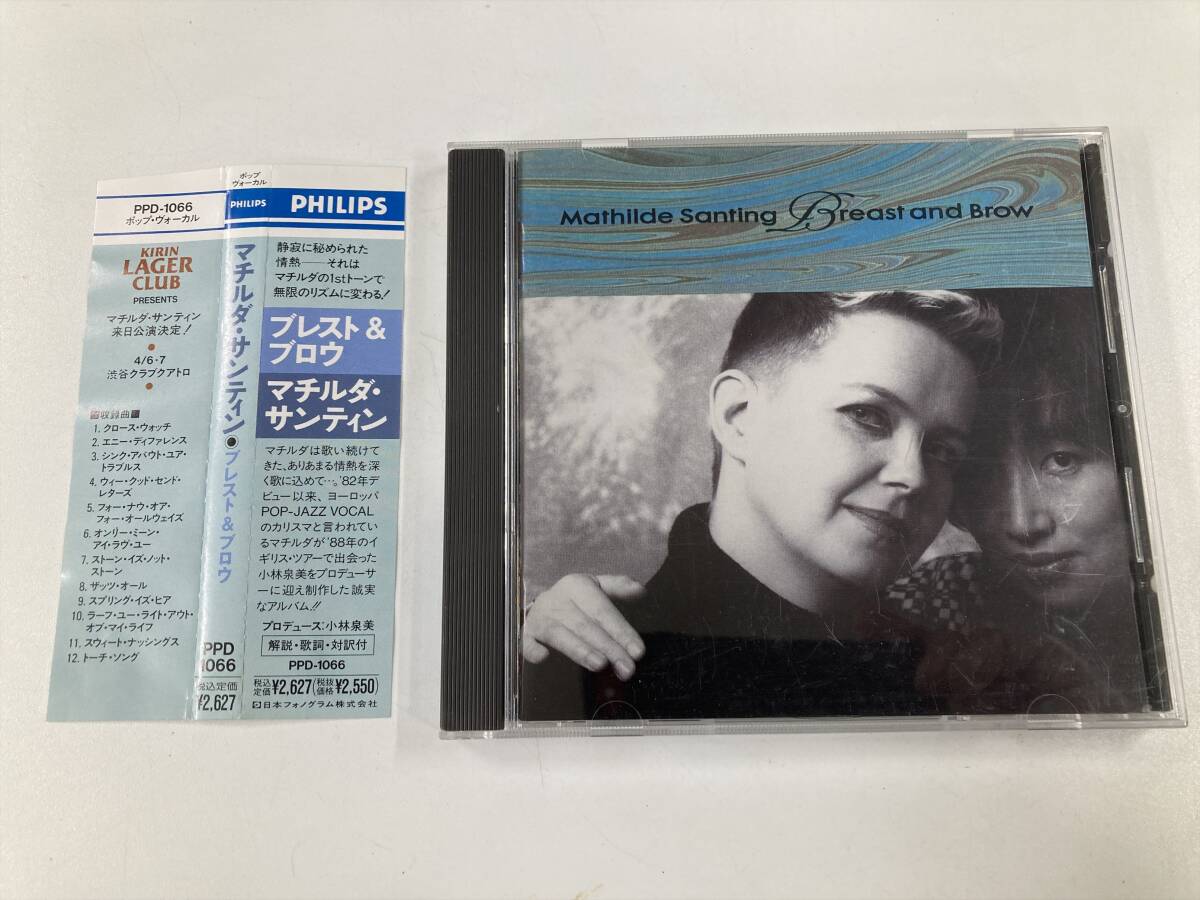 PPD-1066
ポップ・ヴォーカル
KIRIN
LAGER
CLUB
PRESENTS
マチルダ・サンティン
来日公演決定!
4/6・7
渋谷クラブクアトロ
収録曲
1. クロース・ウォッチ
2. エニー・ディファレンス
3. シンク・アバウト・ユア・
トラブルス
4. ウィー・クッド・センド・
レターズ
5. フォー・ナウ・オア・
フォー・オールウェイズ
6. オンリー・ミーン・
アイ・ラヴ・ユー
7. ストーン・イズ・ノット・
ストーン
8. ザッツ・オール
9. スプリング・イズ・ヒア
10. ラーフ・ユー・ライト・アウト・
オブ・マイ・ライフ
11. スウィート・ナッシングス
12. トーチ・ソング
ポップ
ヴォーカル
PHILIPS
マチルダ・サンティン●ブレスト&ブロウ
PPD
1066
税込定価
¥2,627
PHILIPS
静寂に秘められた
情熱――それは
マチルダの1stトーンで
無限のリズムに変わる!
ブレスト&
ブロウ
マチルダ・
サンティン
マチルダは歌い続けて
きた、ありあまる情熱を深
く歌に込めて…。'82年デ
ビュー以来、ヨーロッパ
POP-JAZZ VOCAL
のカリスマと言われてい
るマチルダが'88年のイ
ギリス・ツアーで出会った
小林泉美をプロデューサ
ーに迎え制作した誠実
なアルバム!!
プロデュース:小林泉美
解説・歌詞・対訳付
PPD-1066
税込定価¥2,627(税抜価格¥2,550)
日本フォノグラム株式会社
Mathilde Santing Breast and Brow